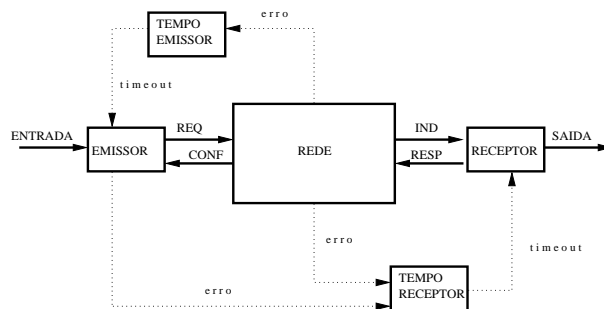 erro
TEMPO
EMISSOR
timeout
ENTRADA
EMISSOR
REQ
CONF
REDE
IND
RESP
RECEPTOR
SAIDA
erro
timeout
erro
TEMPO
RECEPTOR